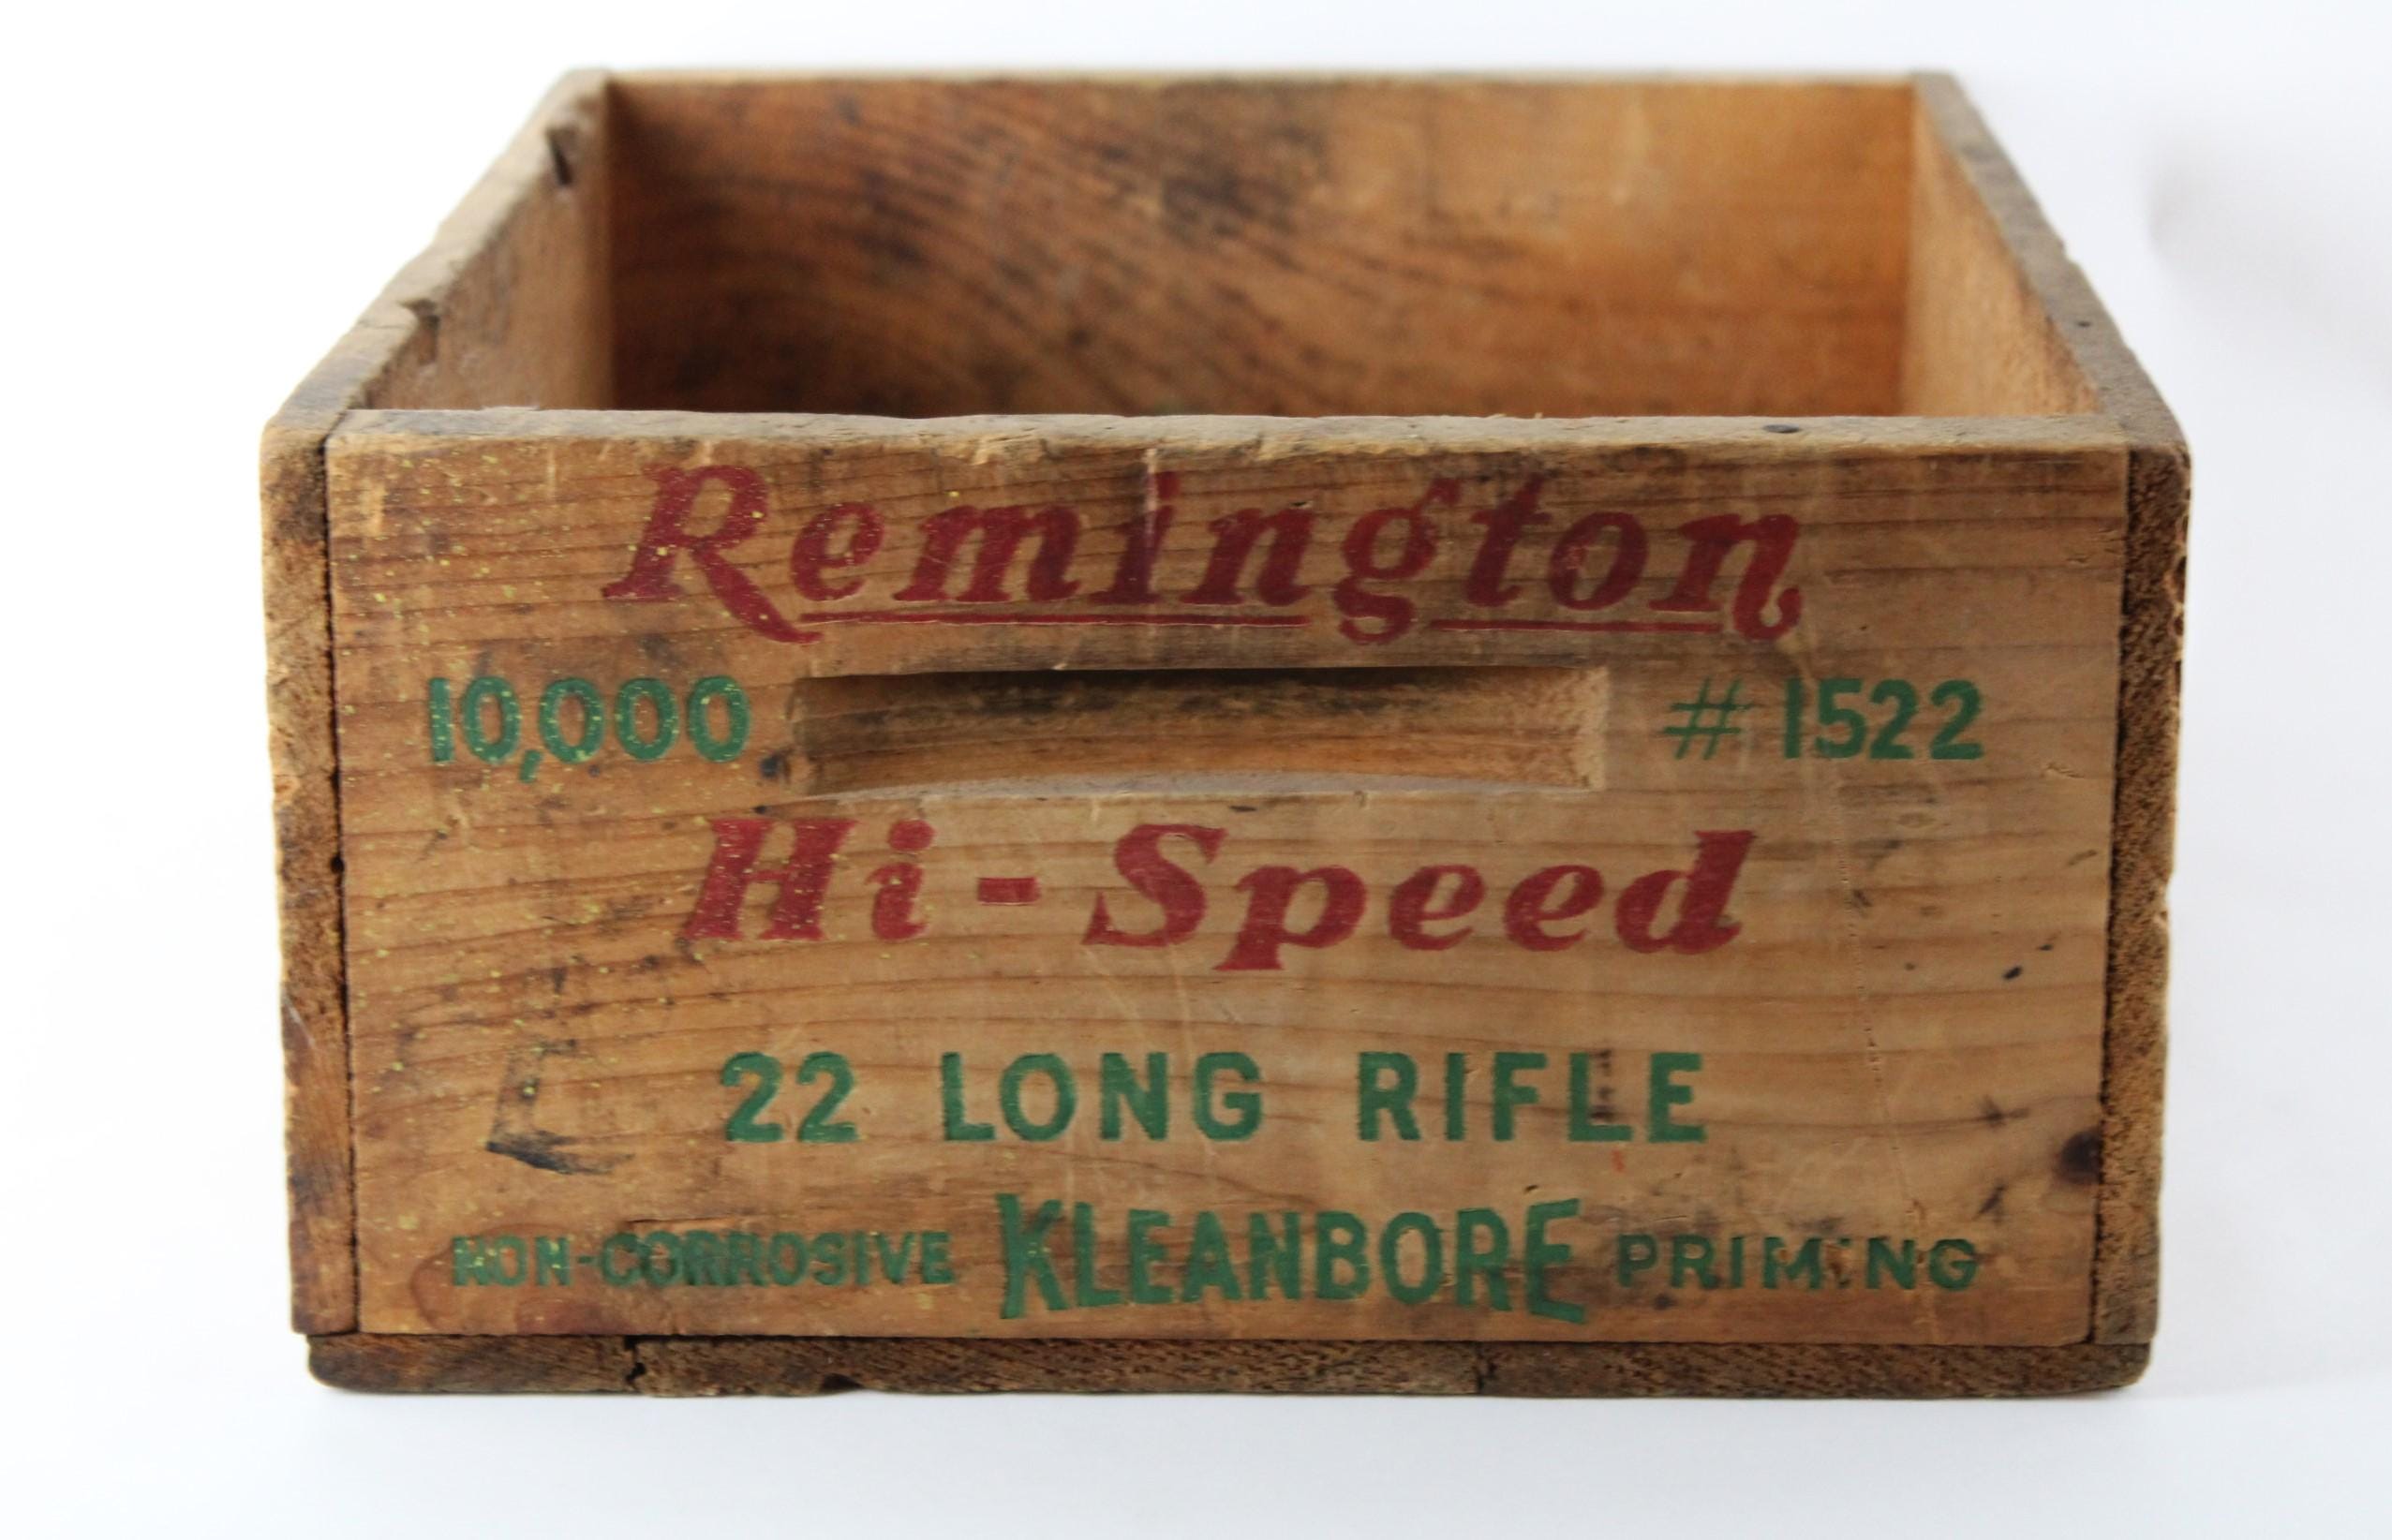 Remington
10,000 #1522
Hi-Speed
22 LONG RIFLE
NON-CORROSIVE KLEANBORE PRIMING